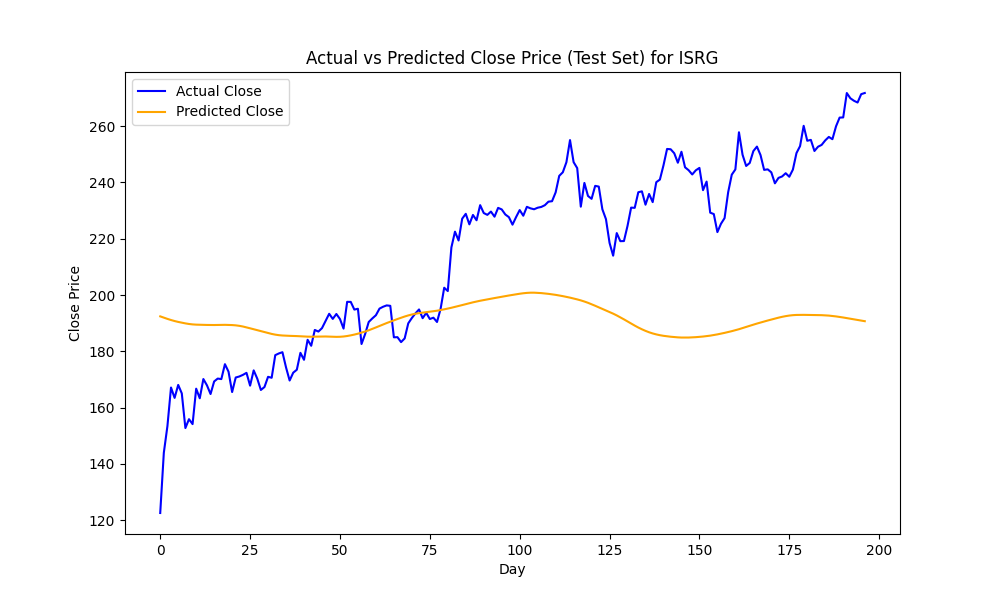 Actual vs Predicted Close Price (Test Set) for ISRG
Actual Close
Predicted Close
260
240
220
200
180
160
140
120
Close Price
0 25 50 75 100 125 150 175 200
Day